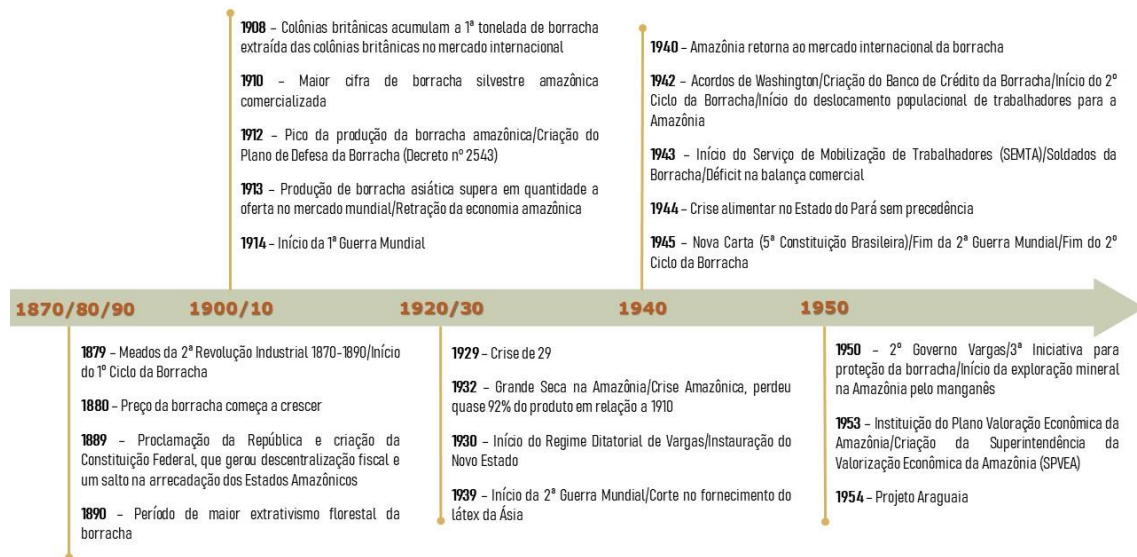 1908 – Colônias britânicas acumulam a 1ª tonelada de borracha
extraída das colônias britânicas no mercado internacional
1910 – Maior cifra de borracha silvestre amazônica
comercializada
1912 – Pico da produção da borracha amazônica/Criação do
Plano de Defesa da Borracha (Decreto nº 2543)
1913 – Produção de borracha asiática supera em quantidade a
oferta no mercado mundial/Retração da economia amazônica
1914 – Início da 1ª Guerra Mundial
1940 – Amazônia retorna ao mercado internacional da borracha
1942 – Acordos de Washington/Criação do Banco de Crédito da Borracha/Início do 2º
Ciclo da Borracha/Início do deslocamento populacional de trabalhadores para a
Amazônia
1943 – Início do Serviço de Mobilização de Trabalhadores (SEMTA)/Soldados da
Borracha/Déficit na balança comercial
1944 – Crise alimentar no Estado do Pará sem precedência
1945 – Nova Carta (5ª Constituição Brasileira)/Fim da 2ª Guerra Mundial/Fim do 2º
Ciclo da Borracha
1870/80/90
1900/10
1920/30
1940
1950
1879 – Meados da 2ª Revolução Industrial 1870-1890/Início
do 1º Ciclo da Borracha
1880 – Preço da borracha começa a crescer
1889 – Proclamação da República e criação da
Constituição Federal, que gerou descentralização fiscal e
um salto na arrecadação dos Estados Amazônicos
1890 – Período de maior extrativismo florestal da
borracha
1929 – Crise de 29
1932 – Grande Seca na Amazônia/Crise Amazônica, perdeu
quase 92% do produto em relação a 1910
1930 – Início do Regime Ditatorial de Vargas/Instauração do
Novo Estado
1939 – Início da 2ª Guerra Mundial/Corte no fornecimento do
látex da Ásia
1950 – 2º Governo Vargas/3ª Iniciativa para
proteção da borracha/Início da exploração mineral
na Amazônia pelo manganês
1953 – Instituição do Plano Valoração Econômica da
Amazônia/Criação da Superintendência da
Valorização Econômica da Amazônia (SPVEA)
1954 – Projeto Araguaia